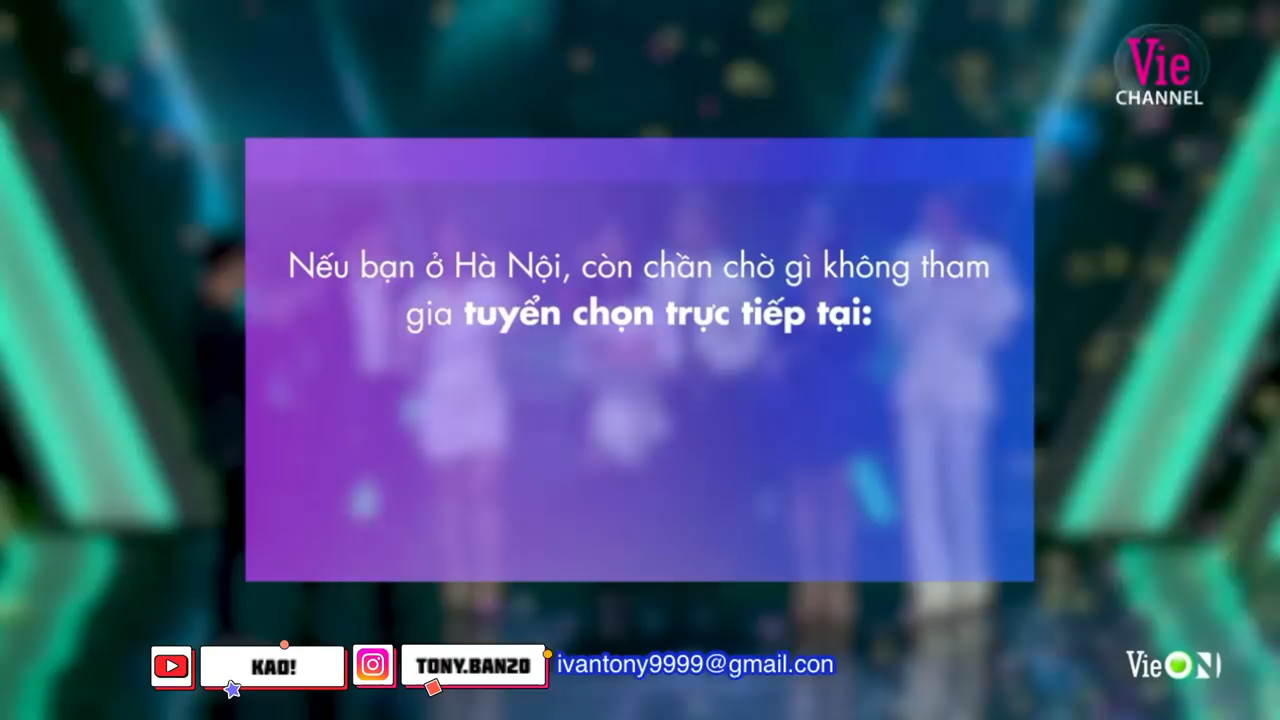 Vie
CHANNEL
Nếu bạn ở Hà Nội, còn chần chờ gì không tham
gia tuyển chọn trực tiếp tại:
KAO!
TONY.BANZO
ivantony9999@gmail.con
VieON